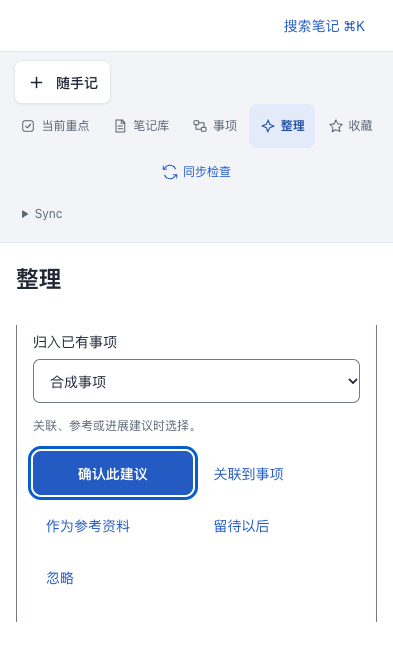 搜索笔记 ⌘K
随手记
当前重点 笔记库 事项 整理 收藏
同步检查
Sync
整理
归入已有事项
合成事项
关联、参考或进展建议时选择。
确认此建议 关联到事项
作为参考资料 留待以后
忽略